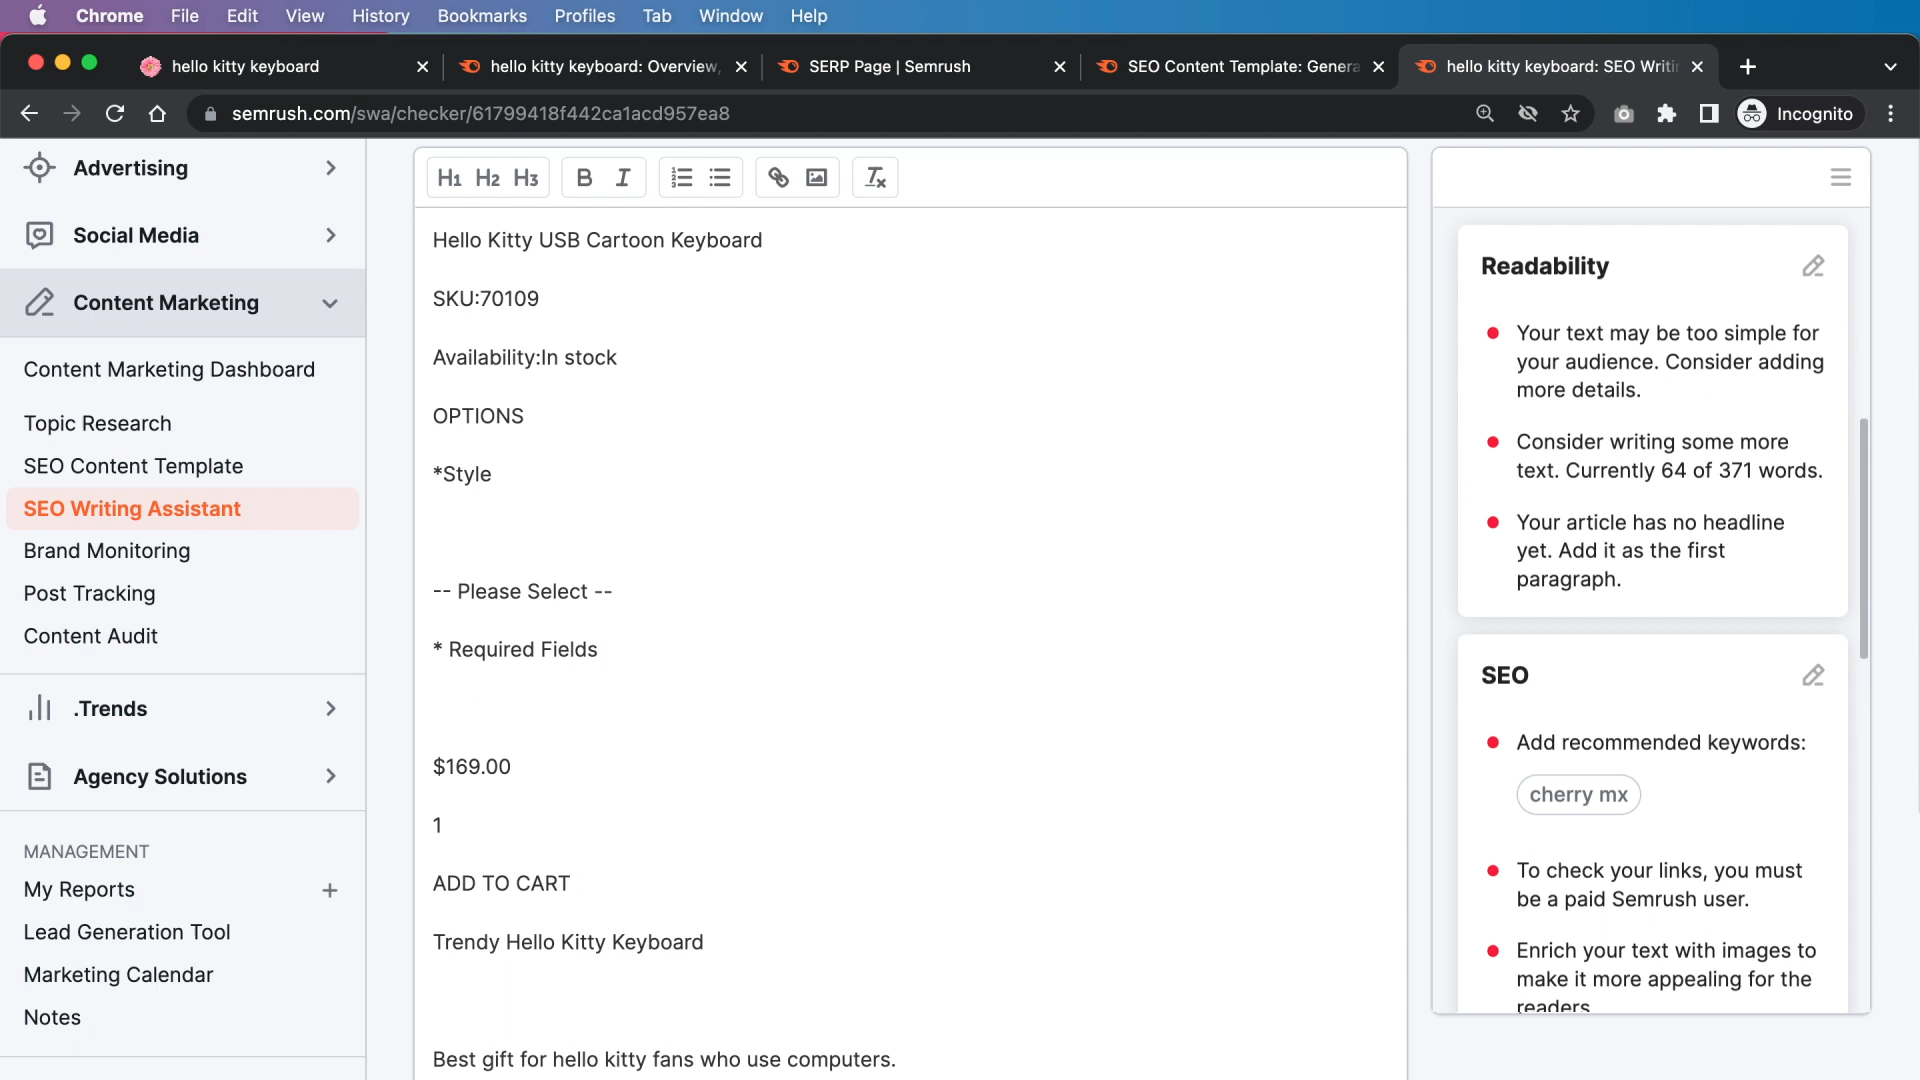 Chrome File Edit View History Bookmarks Profiles Tab Window Help
hello kitty keyboard
hello kitty keyboard: Overview,
SERP Page | Semrush
SEO Content Template: Genera
hello kitty keyboard: SEO Writi
semrush.com/swa/checker/61799418f442ca1acd957ea8
Incognito
Advertising
Social Media
Content Marketing
Content Marketing Dashboard
Topic Research
SEO Content Template
SEO Writing Assistant
Brand Monitoring
Post Tracking
Content Audit
.Trends
Agency Solutions
MANAGEMENT
My Reports
Lead Generation Tool
Marketing Calendar
Notes
H1 H2 H3 B I
Hello Kitty USB Cartoon Keyboard
SKU:70109
Availability:In stock
OPTIONS
*Style
-- Please Select --
* Required Fields
$169.00
1
ADD TO CART
Trendy Hello Kitty Keyboard
Best gift for hello kitty fans who use computers.
Readability
Your text may be too simple for
your audience. Consider adding
more details.
Consider writing some more
text. Currently 64 of 371 words.
Your article has no headline
yet. Add it as the first
paragraph.
SEO
Add recommended keywords:
cherry mx
To check your links, you must
be a paid Semrush user.
Enrich your text with images to
make it more appealing for the
readers